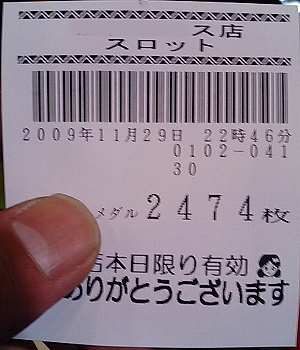 ス店
スロット
2009年11月29日 22時46分
0102-041
30
メダル 2474枚
店本日限り有効
ありがとうございます